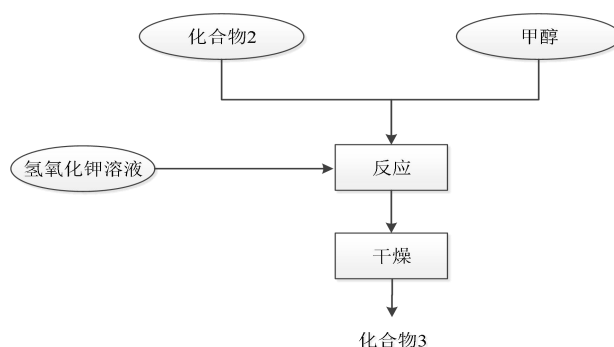 化合物2
甲醇
氢氧化钾溶液
反应
干燥
化合物3